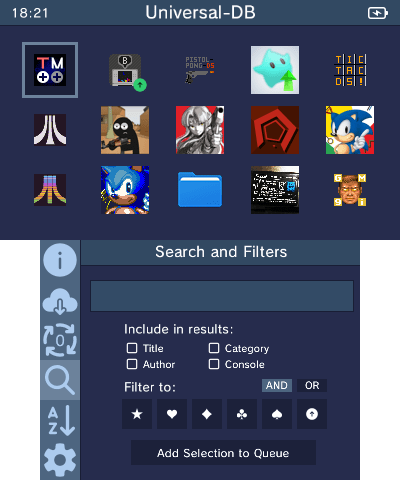 18:21 Universal-DB
TM
B
PISTOL-
PONG DS
TIC
TAC
DS!
Search and Filters
Include in results:
Title Category
Author Console
Filter to: AND OR
0
A
Z
Add Selection to Queue